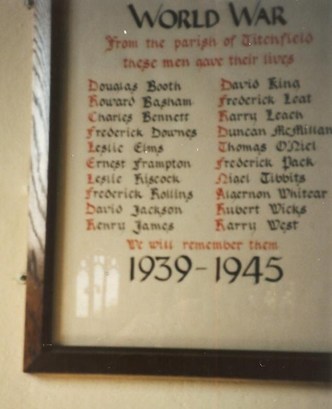 WORLD WAR
From the parish of Titchfield
these men gave their lives
Douglas Booth
Howard Basham
Charles Bennett
Frederick Downes
Leslie Elms
Ernest Frampton
Leslie Hiscock
Frederick Hollins
David Jackson
Henry James
David King
Frederick Leat
Harry Leach
Duncan McMillan
Thomas O'Niel
Frederick Pack
Nigel Tibbits
Algernon Whitear
Hubert Wicks
Harry West
We will remember them
1939-1945